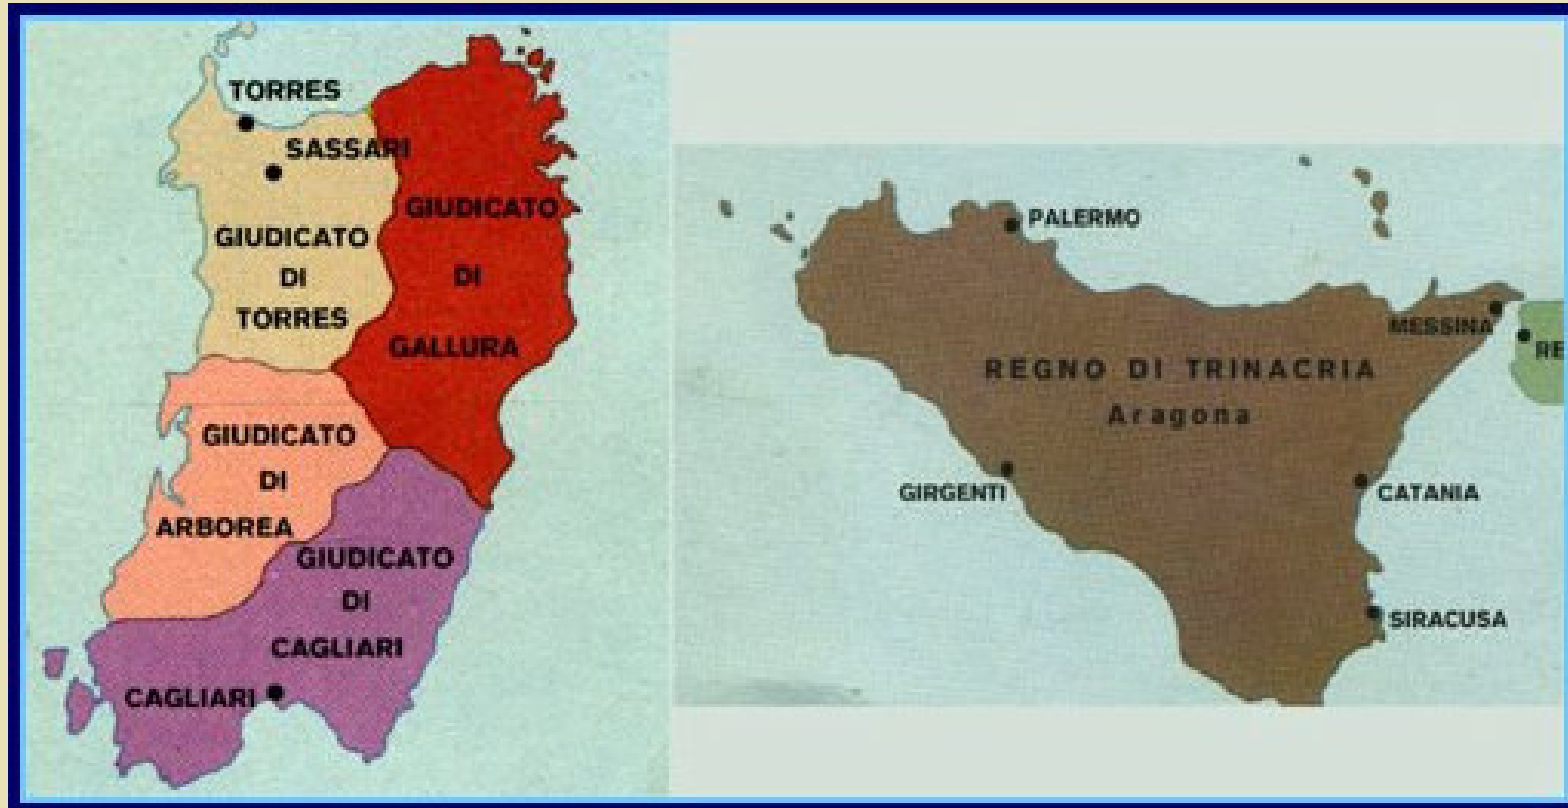 TORRES
SASSARI
GIUDICATO
DI
TORRES
GIUDICATO
DI
GALLURA
GIUDICATO
DI
ARBOREA
GIUDICATO
DI
CAGLIARI
CAGLIARI
PALERMO
MESSINA
RE
REGNO DI TRINACRIA
Aragona
GIRGENTI
CATANIA
SIRACUSA